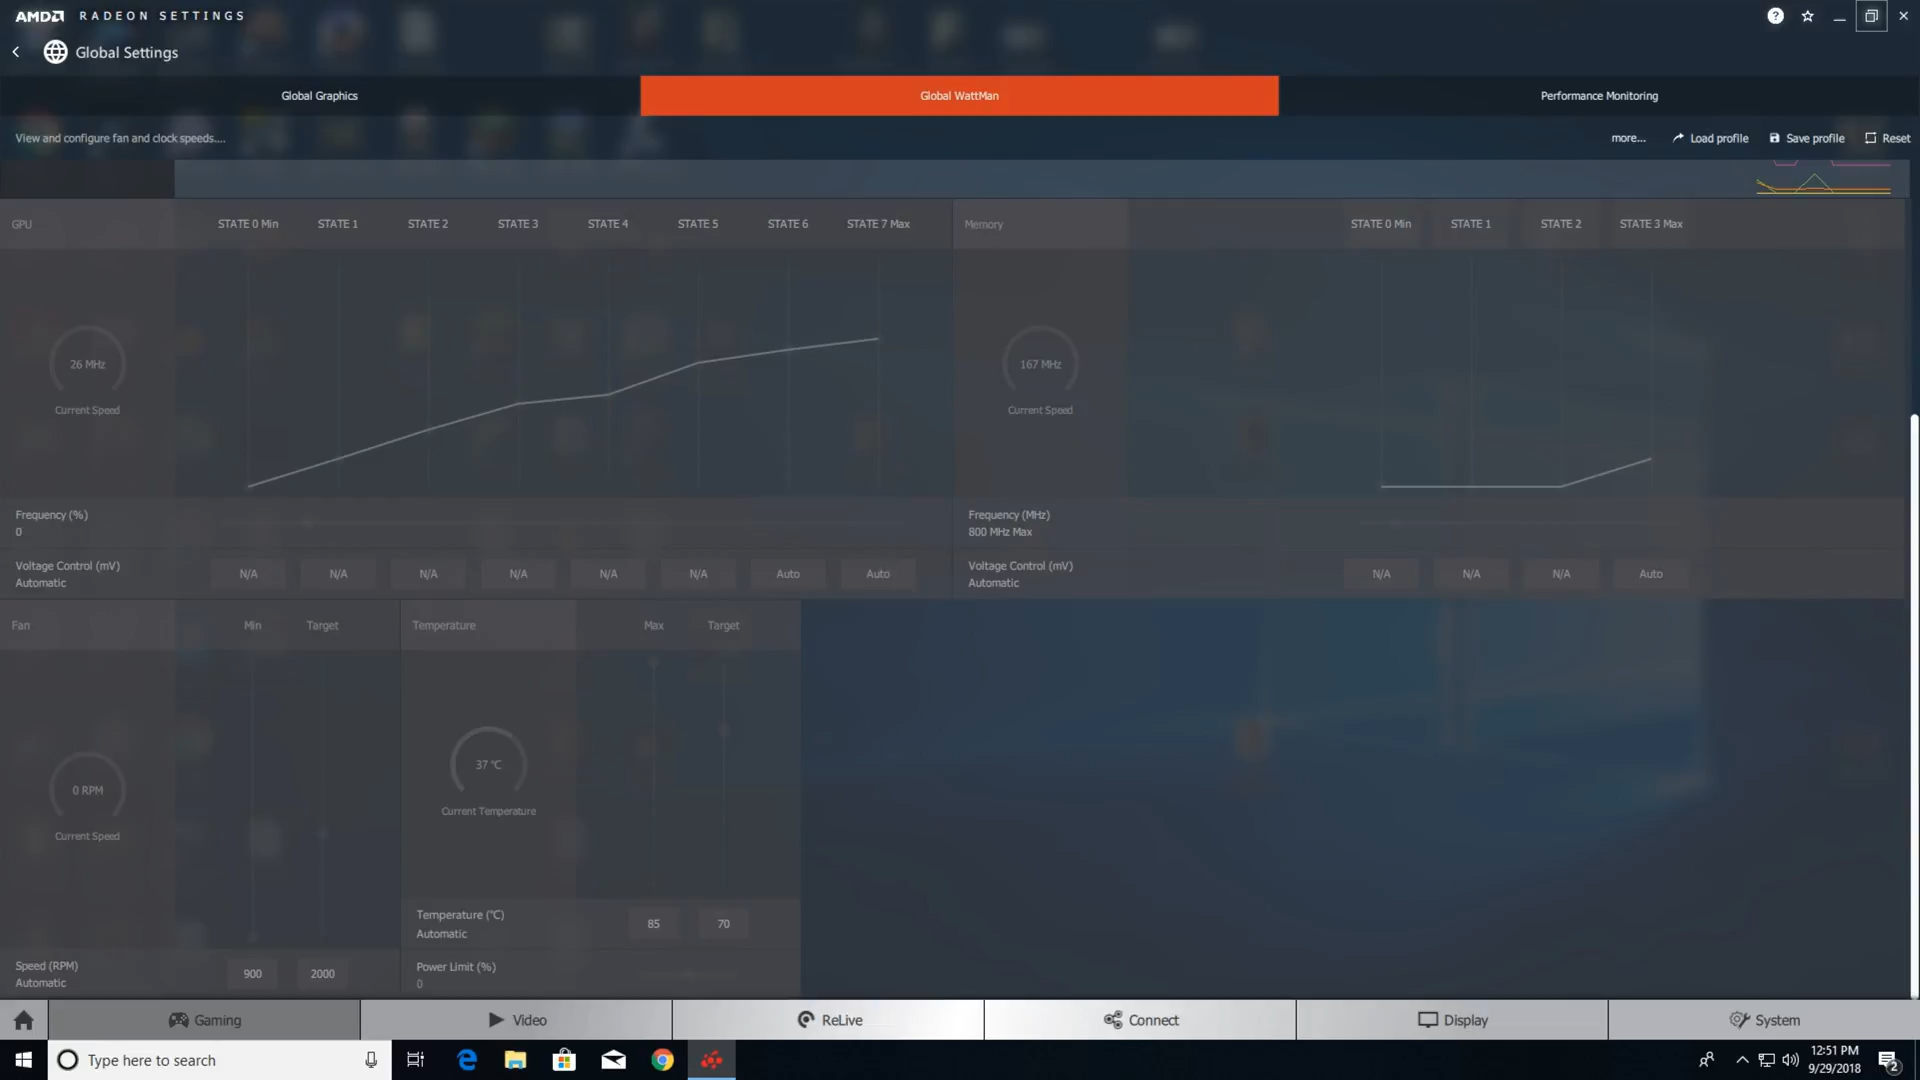 AMD RADEON SETTINGS
Global Settings
Global Graphics
Global WattMan
Performance Monitoring
View and configure fan and clock speeds....
more...
Load profile
Save profile
Reset
GPU
STATE 0 Min
STATE 1
STATE 2
STATE 3
STATE 4
STATE 5
STATE 6
STATE 7 Max
26 MHz
Current Speed
Frequency (%)
0
Voltage Control (mV)
Automatic
N/A
N/A
N/A
N/A
N/A
N/A
Auto
Auto
Memory
STATE 0 Min
STATE 1
STATE 2
STATE 3 Max
167 MHz
Current Speed
Frequency (MHz)
800 MHz Max
Voltage Control (mV)
Automatic
N/A
N/A
N/A
Auto
Fan
Min
Target
0 RPM
Current Speed
Speed (RPM)
Automatic
900
2000
Temperature
Max
Target
37 °C
Current Temperature
Temperature (°C)
Automatic
85
70
Power Limit (%)
0
Gaming
Video
ReLive
Connect
Display
System
Type here to search
12:51 PM
9/29/2018
2